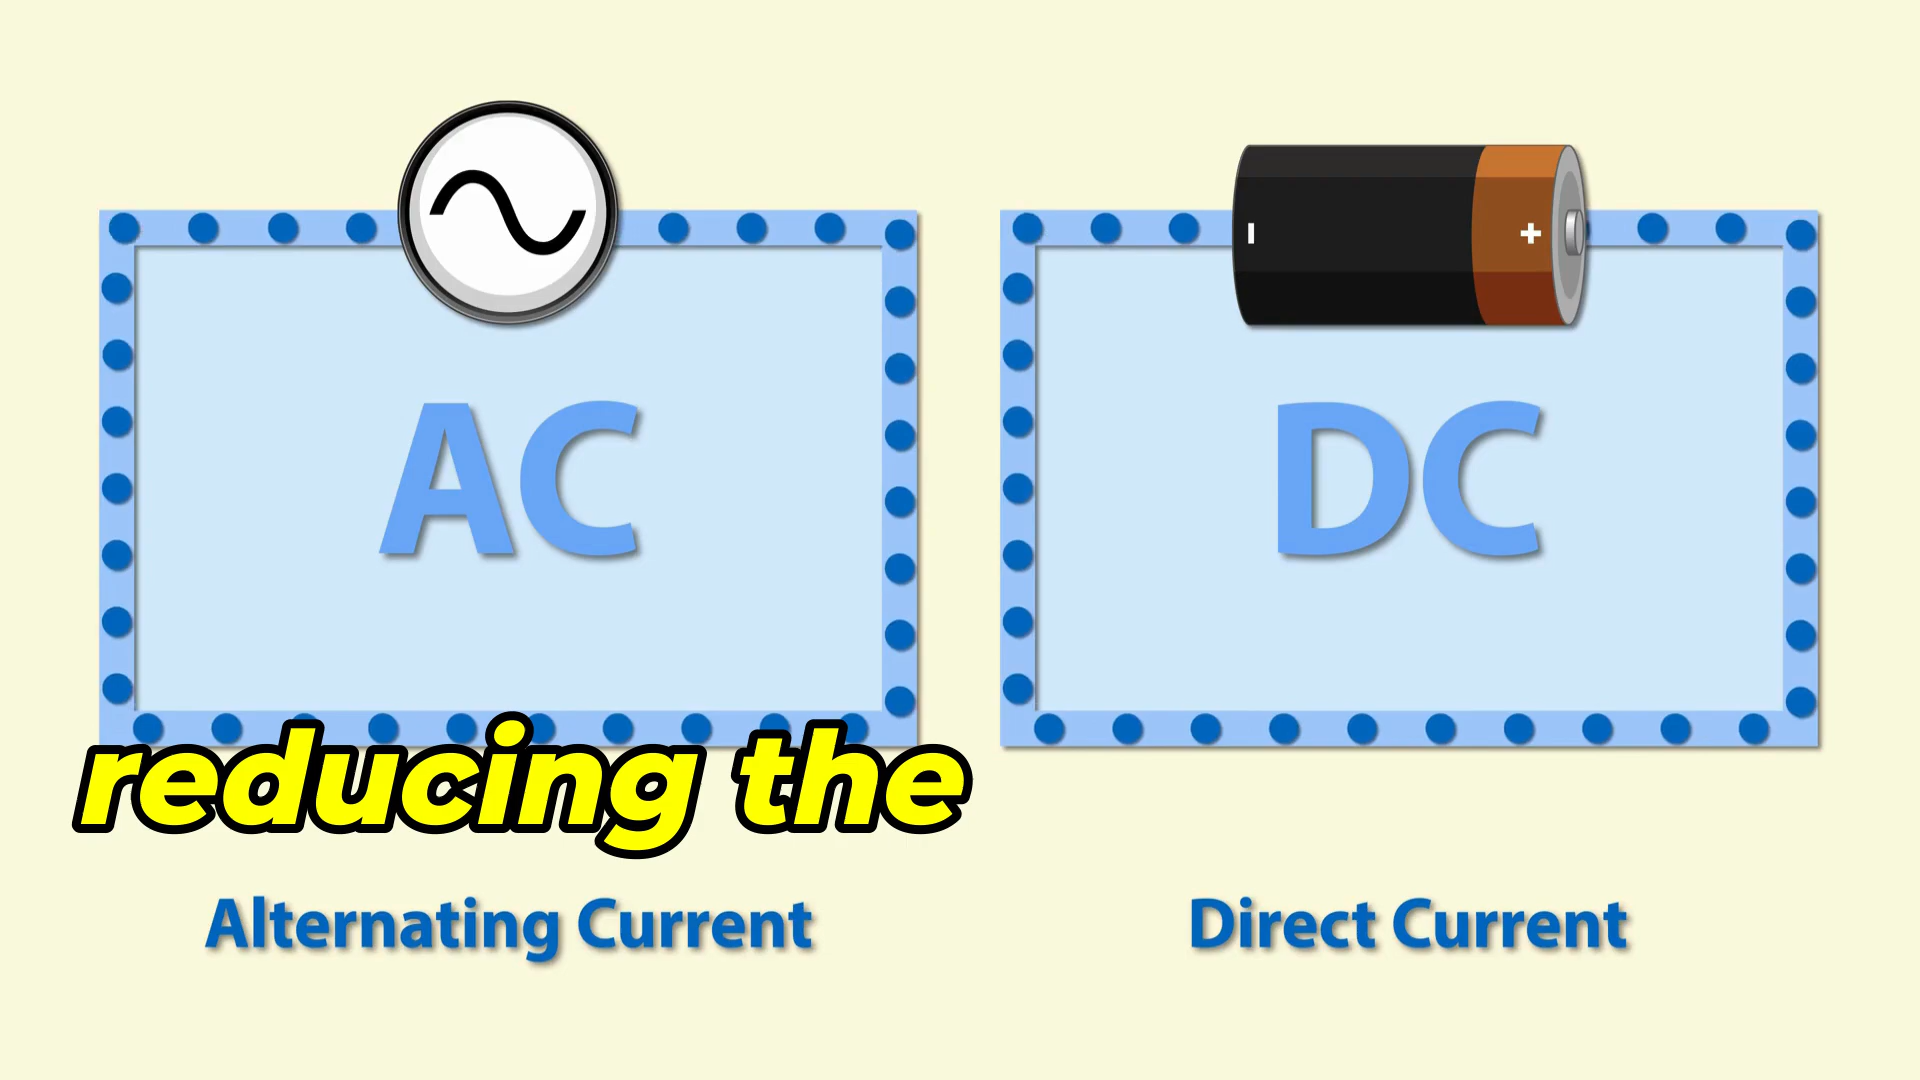 AC
DC
reducing the
Alternating Current
Direct Current